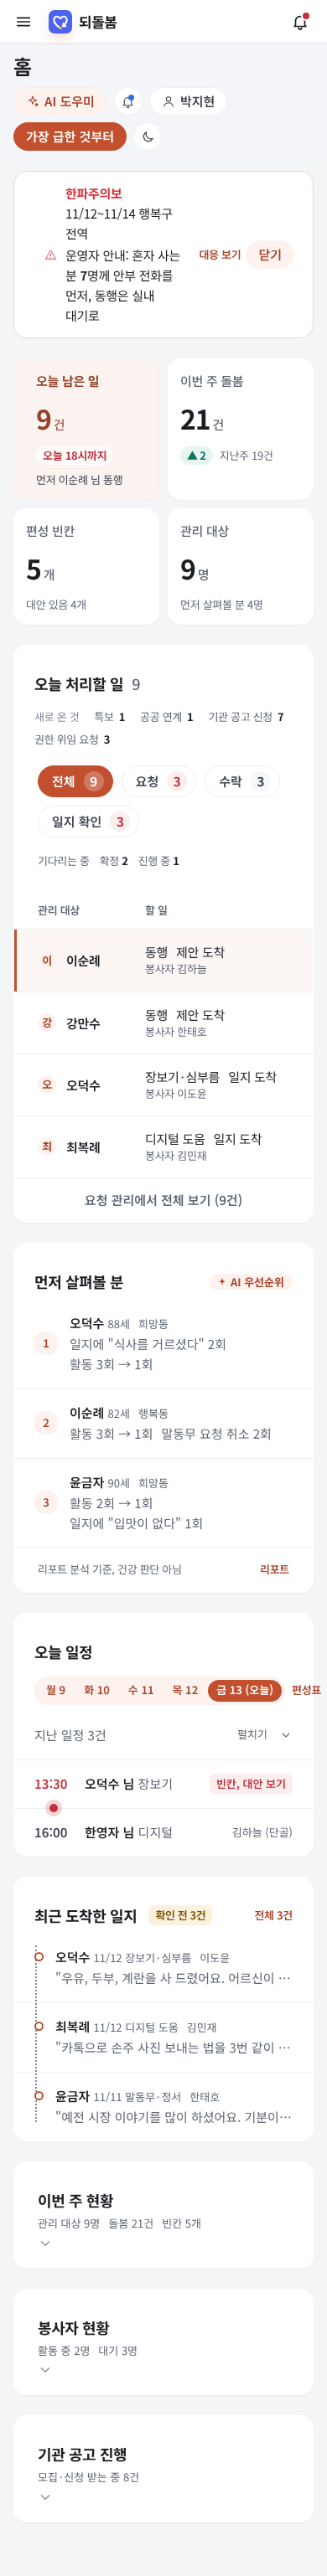 되돌봄
홈
AI 도우미
박지현
가장 급한 것부터
한파주의보
11/12~11/14 행복구
전역
운영자 안내: 혼자 사는
분 7명께 안부 전화를
먼저, 동행은 실내
대기로
대응 보기
닫기
오늘 남은 일
9건
오늘 18시까지
먼저 이순례 님 동행
이번 주 돌봄
21건
▲2 지난주 19건
편성 빈칸
5개
대안 있음 4개
관리 대상
9명
먼저 살펴볼 분 4명
오늘 처리할 일 9
새로 온 것 특보 1 공공 연계 1 기관 공고 신청 7
권한 위임 요청 3
전체 9 요청 3 수락 3
일지 확인 3
기다리는 중 확정 2 진행 중 1
관리 대상 할 일
이 이순례 동행 제안 도착
봉사자 김하늘
강 강만수 동행 제안 도착
봉사자 한태호
오 오덕수 장보기·심부름 일지 도착
봉사자 이도윤
최 최복례 디지털 도움 일지 도착
봉사자 김민재
요청 관리에서 전체 보기 (9건)
먼저 살펴볼 분
AI 우선순위
1 오덕수 88세 희망동
일지에 "식사를 거르셨다" 2회
활동 3회 → 1회
2 이순례 82세 행복동
활동 3회 → 1회 말동무 요청 취소 2회
3 윤금자 90세 희망동
활동 2회 → 1회
일지에 "입맛이 없다" 1회
리포트 분석 기준, 건강 판단 아님
리포트
오늘 일정
월 9 화 10 수 11 목 12 금 13 (오늘) 편성표
지난 일정 3건 펼치기
13:30 오덕수 님 장보기 빈칸, 대안 보기
16:00 한영자 님 디지털 김하늘 (단골)
최근 도착한 일지 확인 전 3건 전체 3건
오덕수 11/12 장보기·심부름 이도윤
"우유, 두부, 계란을 사 드렸어요. 어르신이 …
최복례 11/12 디지털 도움 김민재
"카톡으로 손주 사진 보내는 법을 3번 같이 …
윤금자 11/11 말동무·정서 한태호
"예전 시장 이야기를 많이 하셨어요. 기분이…
이번 주 현황
관리 대상 9명 돌봄 21건 빈칸 5개
봉사자 현황
활동 중 2명 대기 3명
기관 공고 진행
모집·신청 받는 중 8건